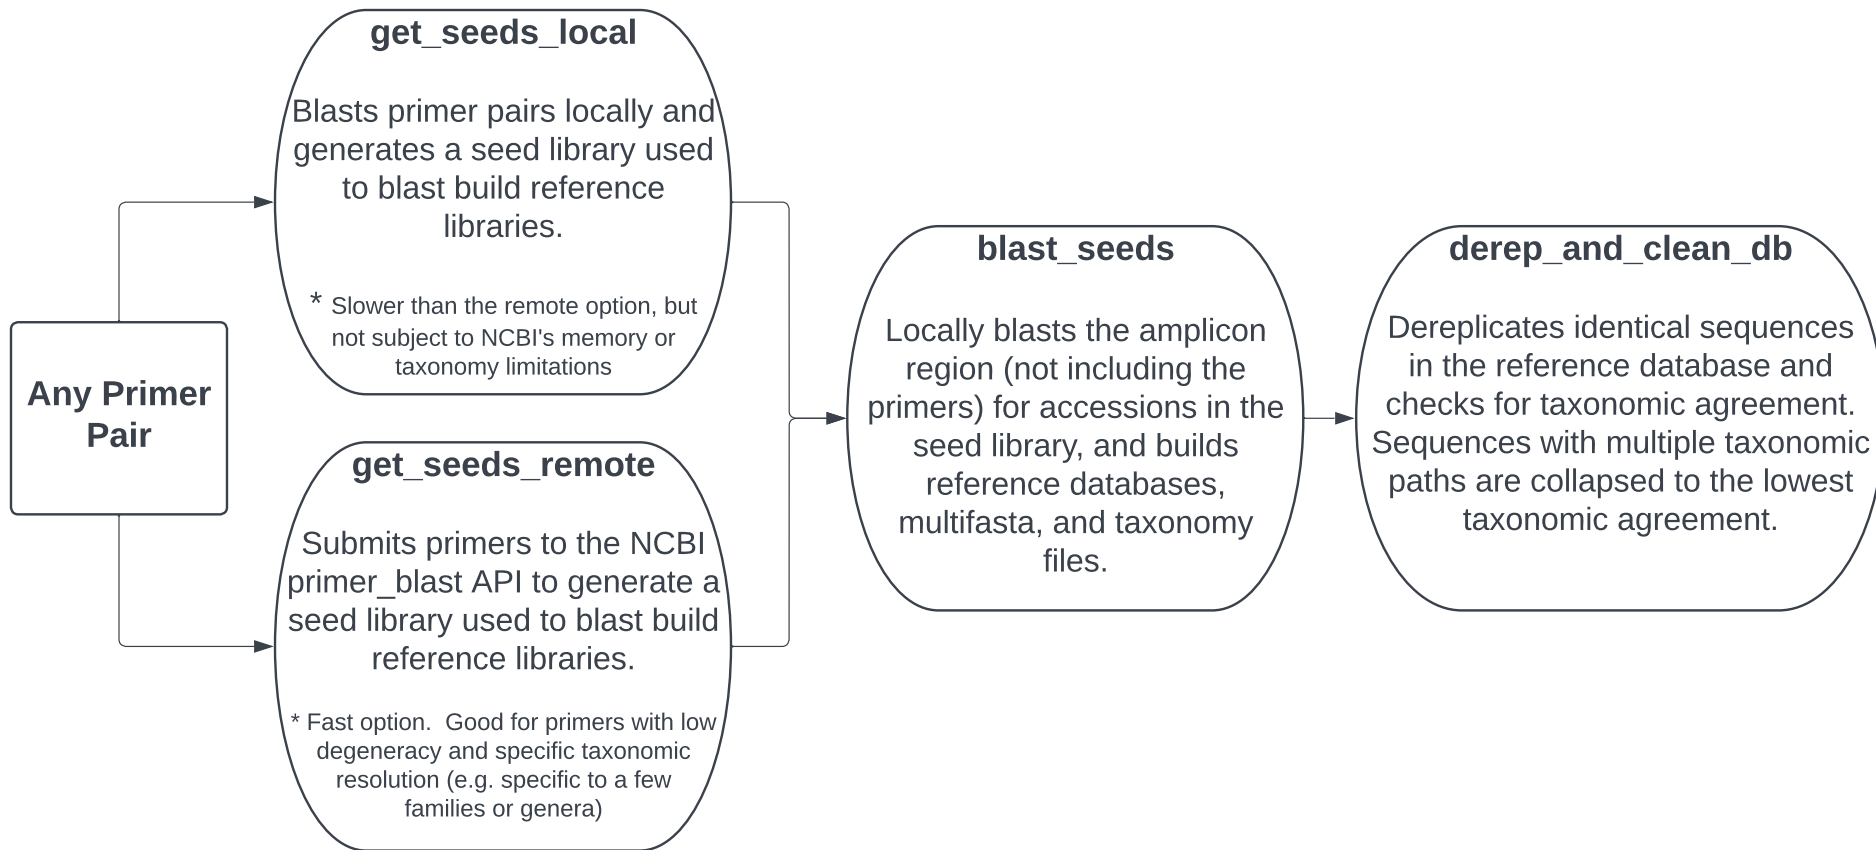 get_seeds_local
Blasts primer pairs locally and
generates a seed library used
to blast build reference
libraries.
* Slower than the remote option, but
not subject to NCBI's memory or
taxonomy limitations
Any Primer
Pair
get_seeds_remote
Submits primers to the NCBI
primer_blast API to generate a
seed library used to blast build
reference libraries.
* Fast option.  Good for primers with low
degeneracy and specific taxonomic
resolution (e.g. specific to a few
families or genera)
blast_seeds
Locally blasts the amplicon
region (not including the
primers) for accessions in the
seed library, and builds
reference databases,
multifasta, and taxonomy
files.
derep_and_clean_db
Dereplicates identical sequences
in the reference database and
checks for taxonomic agreement.
Sequences with multiple taxonomic
paths are collapsed to the lowest
taxonomic agreement.